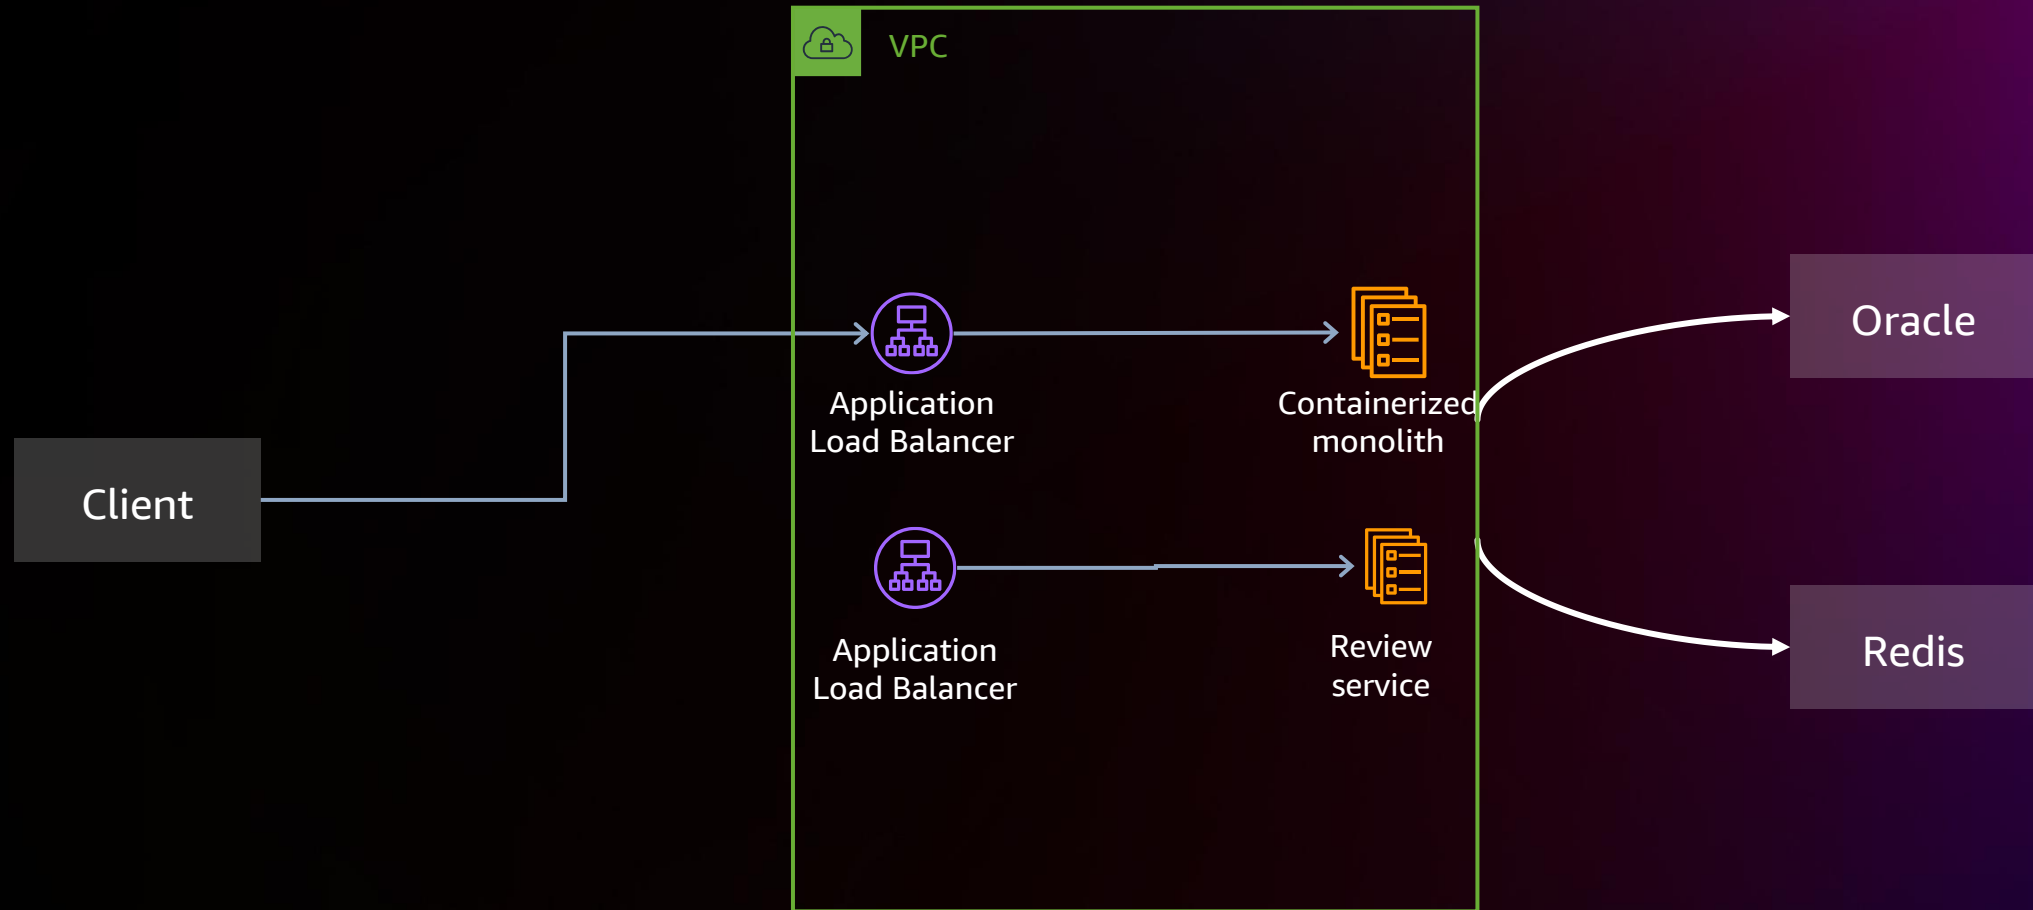 VPC
Client
Application
Load Balancer
Containerized
monolith
Application
Load Balancer
Review
service
Oracle
Redis